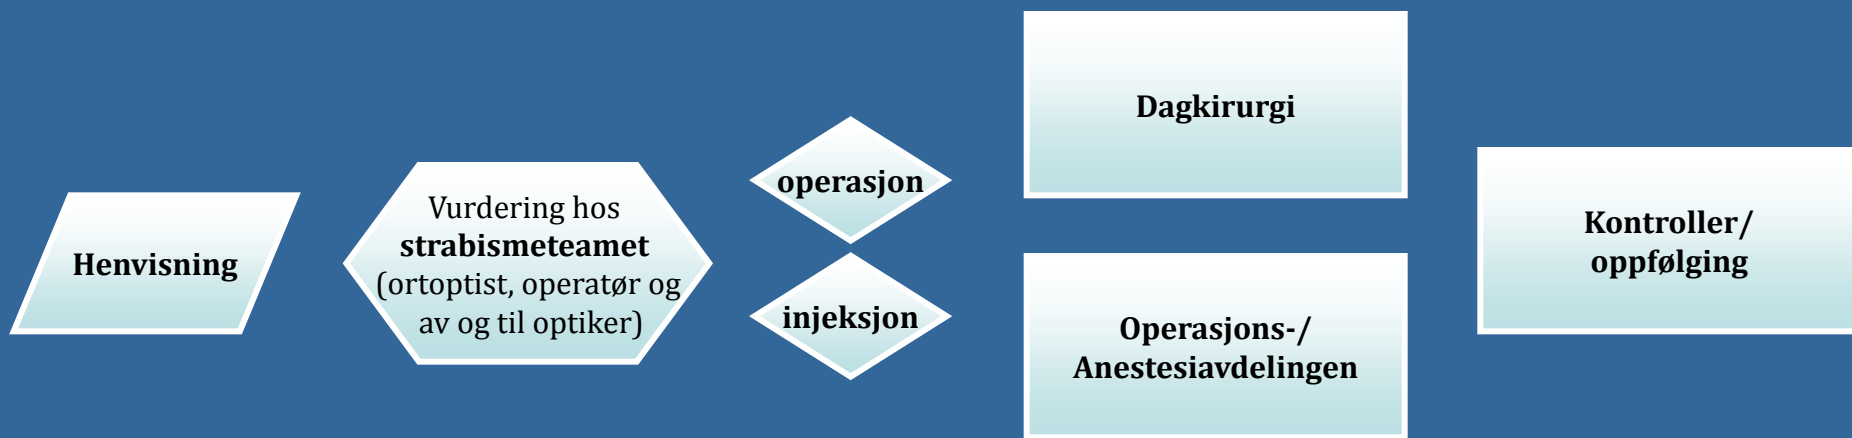 Henvisning
Vurdering hos
strabismeteamet
(ortoptist, operatør og
av og til optiker)
operasjon
injeksjon
Dagkirurgi
Operasjons-/
Anestesiavdelingen
Kontroller/
oppfølging